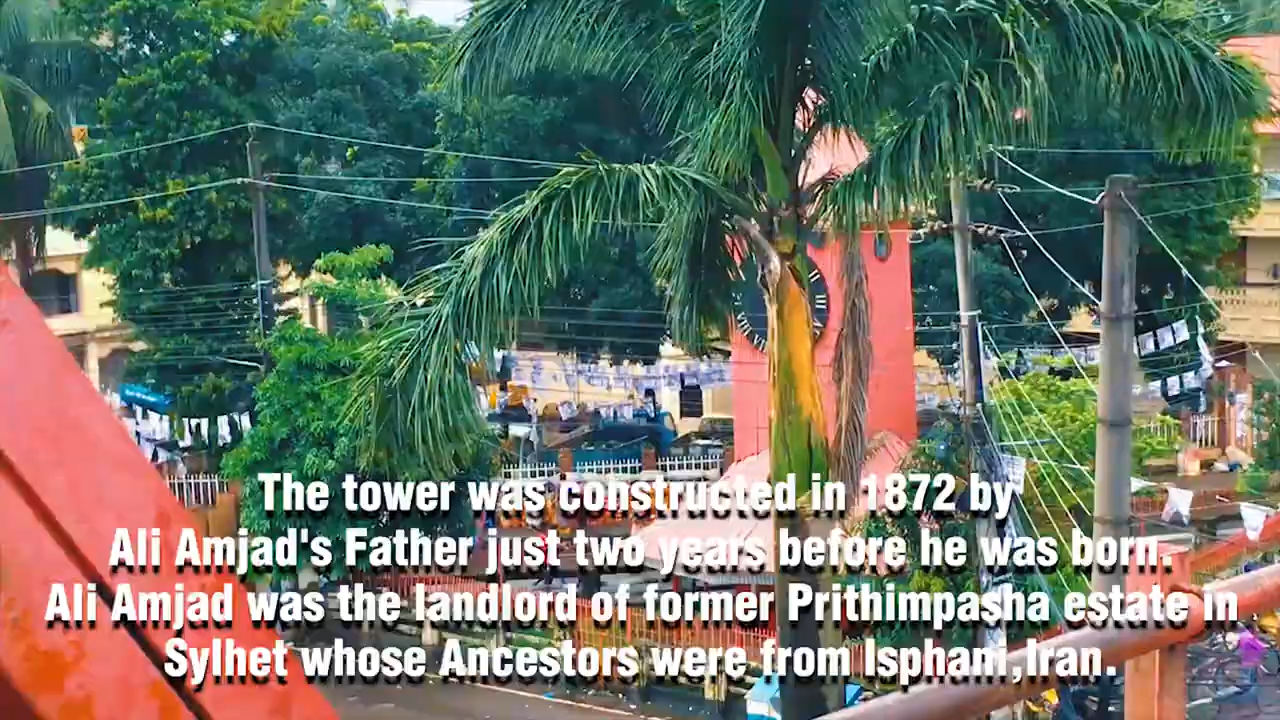 The tower was constructed in 1872 by
Ali Amjad's Father just two years before he was born.
Ali Amjad was the landlord of former Prithimpasha estate in
Sylhet whose Ancestors were from Isphani,Iran.